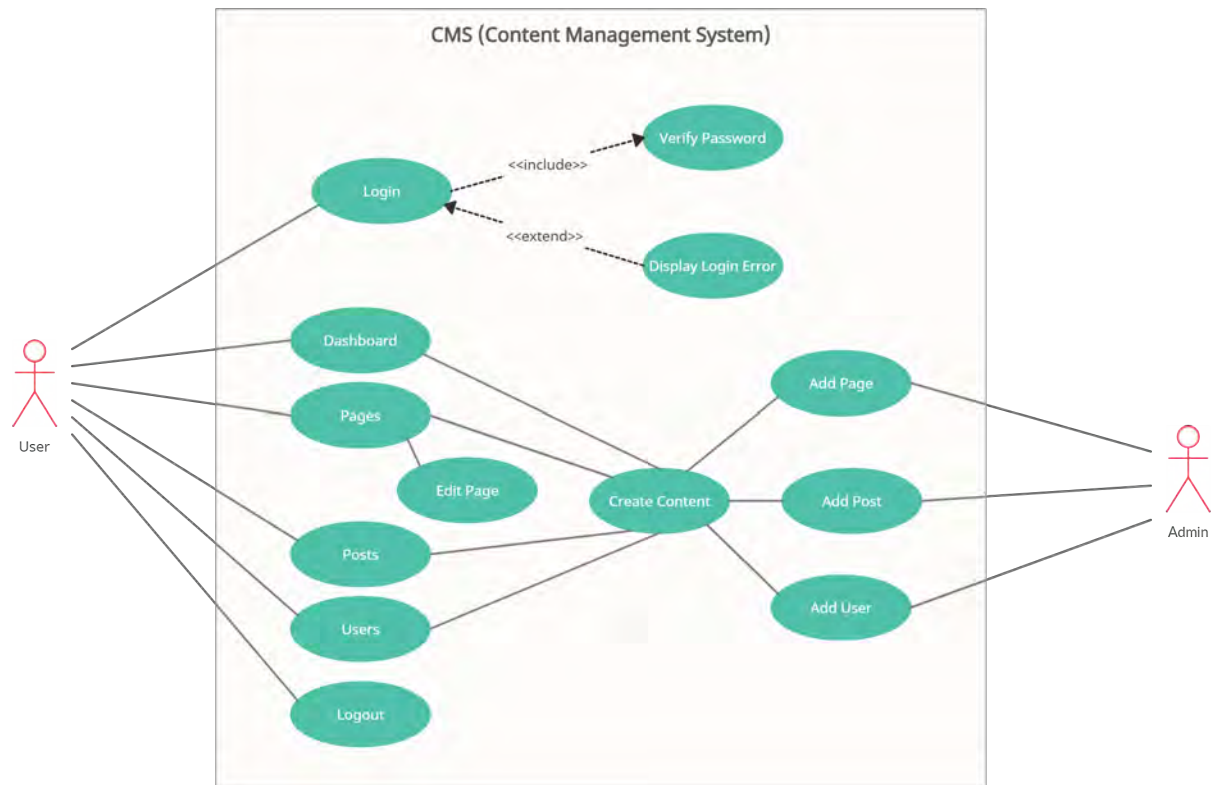 CMS (Content Management System)
Verify Password
<<include>>
Login
<<extend>>
Display Login Error
Dashboard
Add Page
Pages
User
Edit Page
Create Content
Add Post
Admin
Posts
Add User
Users
Logout